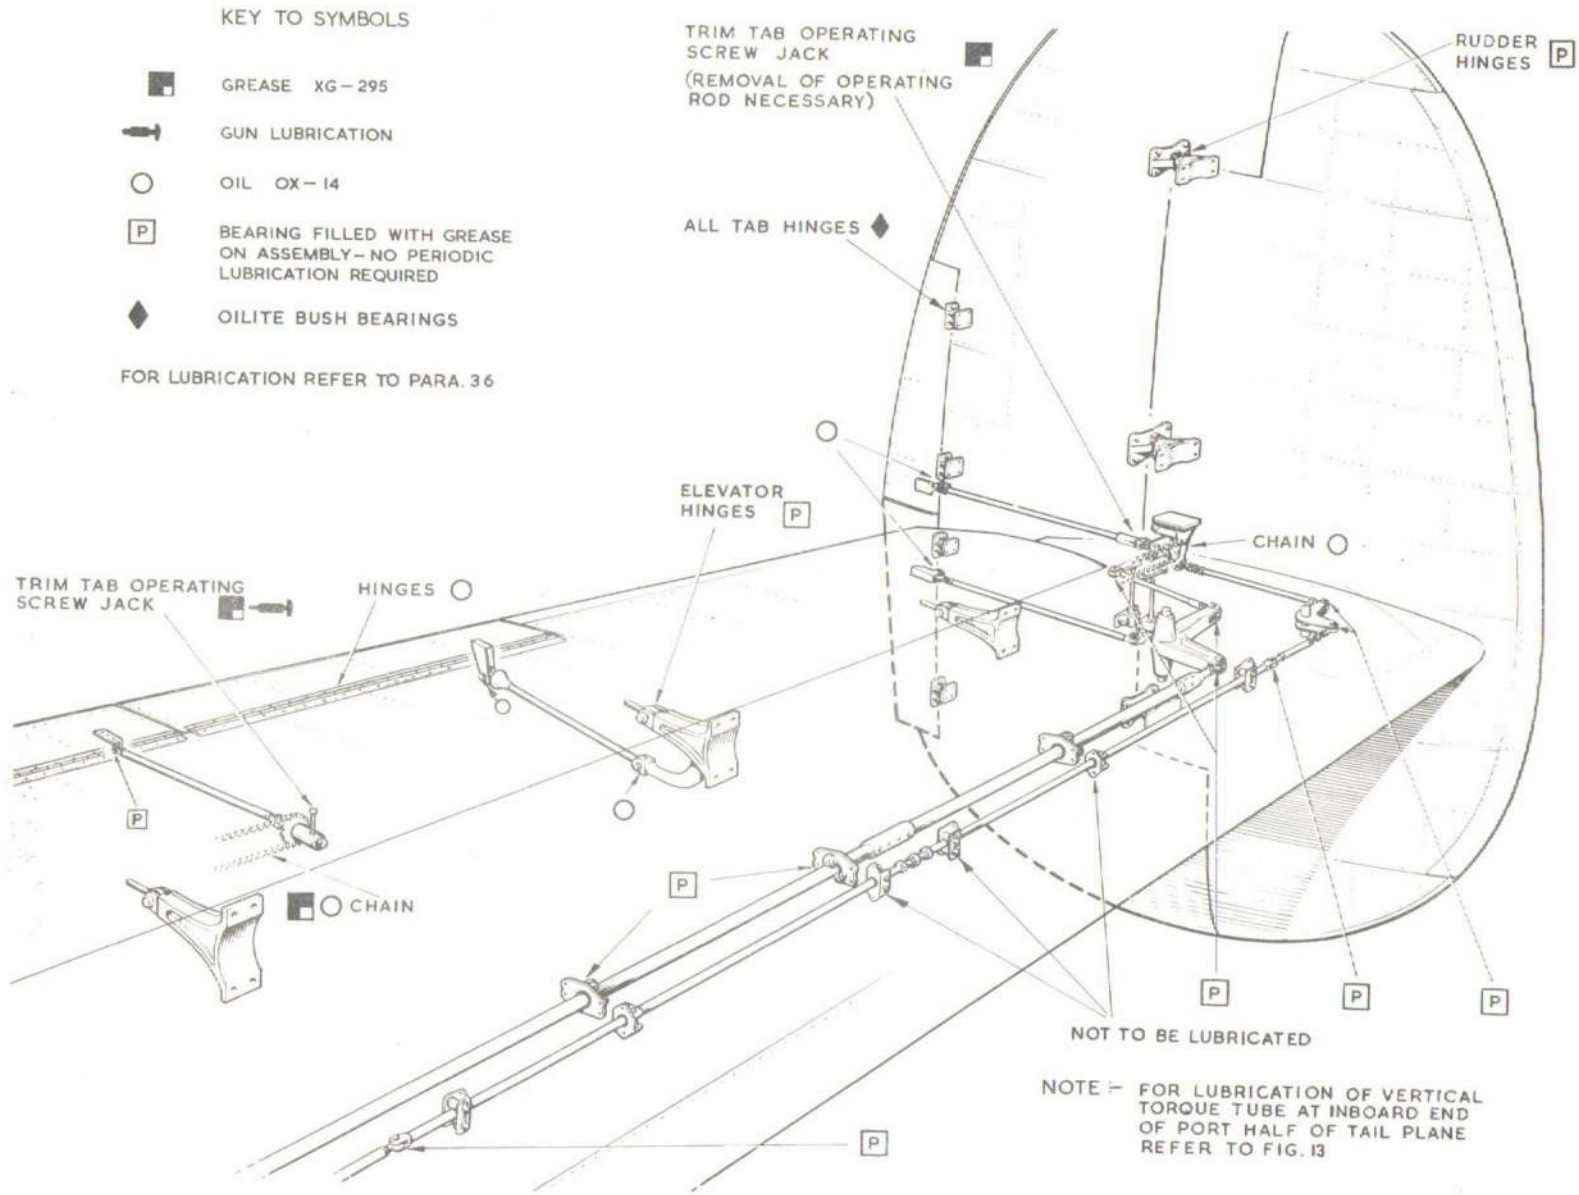 KEY TO SYMBOLS
GREASE XG-295
GUN LUBRICATION
OIL OX-14
P
BEARING FILLED WITH GREASE
ON ASSEMBLY-NO PERIODIC
LUBRICATION REQUIRED
OILITE BUSH BEARINGS
FOR LUBRICATION REFER TO PARA. 36
TRIM TAB OPERATING
SCREW JACK
(REMOVAL OF OPERATING
ROD NECESSARY)
RUDDER
HINGES P
ALL TAB HINGES
ELEVATOR
HINGES P
CHAIN
TRIM TAB OPERATING
SCREW JACK
HINGES
P
CHAIN
P
P
P
P
NOT TO BE LUBRICATED
P
NOTE :- FOR LUBRICATION OF VERTICAL
TORQUE TUBE AT INBOARD END
OF PORT HALF OF TAIL PLANE
REFER TO FIG. 13